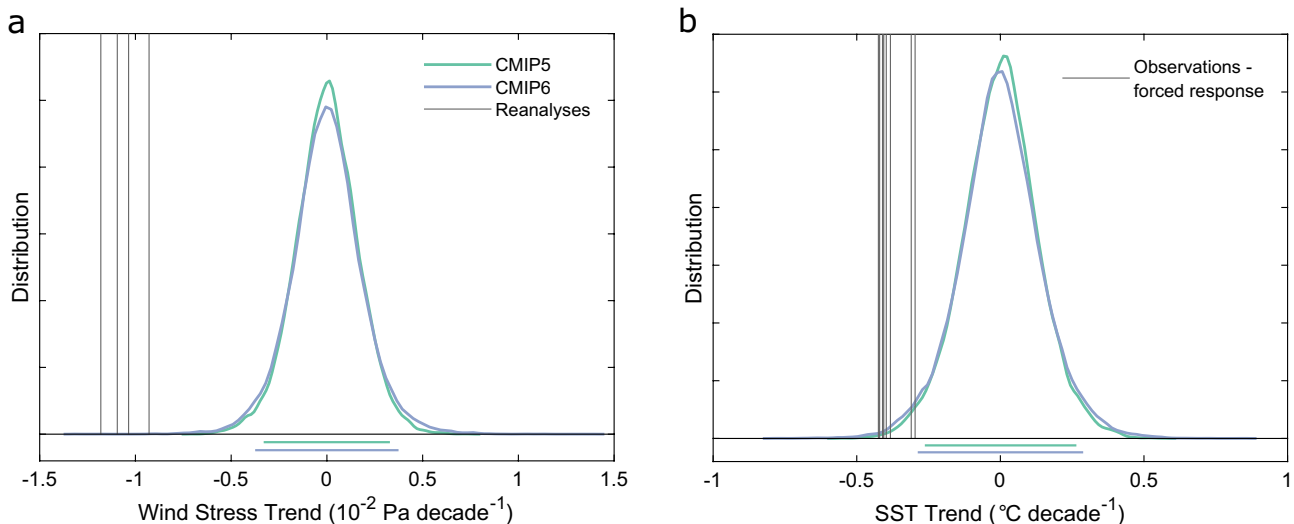 a
CMIP5
CMIP6
Reanalyses
Distribution
-1.5 -1 -0.5 0 0.5 1 1.5
Wind Stress Trend (10⁻² Pa decade⁻¹)
b
Observations -
forced response
Distribution
-1 -0.5 0 0.5 1
SST Trend (°C decade⁻¹)